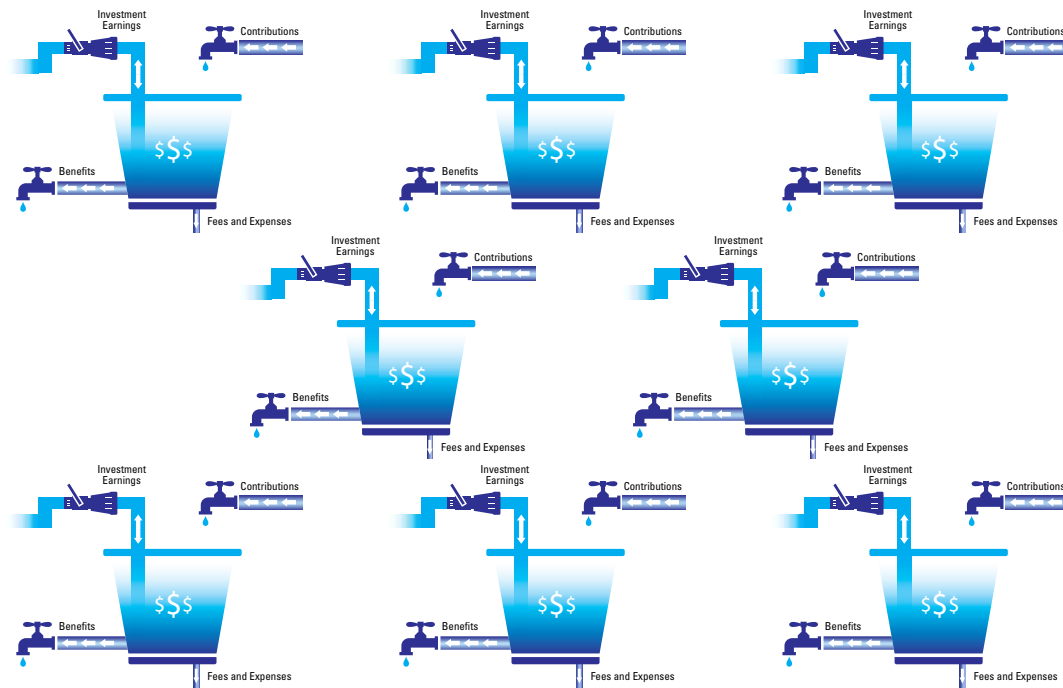 Investment
Earnings
Contributions
$$$
Benefits
Fees and Expenses
Investment
Earnings
Contributions
$$$
Benefits
Fees and Expenses
Investment
Earnings
Contributions
$$$
Benefits
Fees and Expenses
Investment
Earnings
Contributions
$$$
Benefits
Fees and Expenses
Investment
Earnings
Contributions
$$$
Benefits
Fees and Expenses
Investment
Earnings
Contributions
$$$
Benefits
Fees and Expenses
Investment
Earnings
Contributions
$$$
Benefits
Fees and Expenses
Investment
Earnings
Contributions
$$$
Benefits
Fees and Expenses